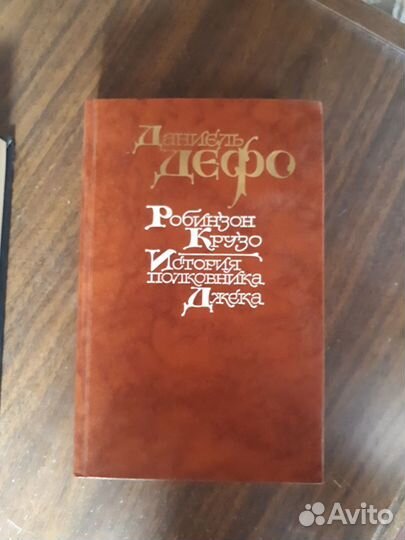 Даниель
Дефо
Робинзон
Крузо
История
полковника
Джека
Avito